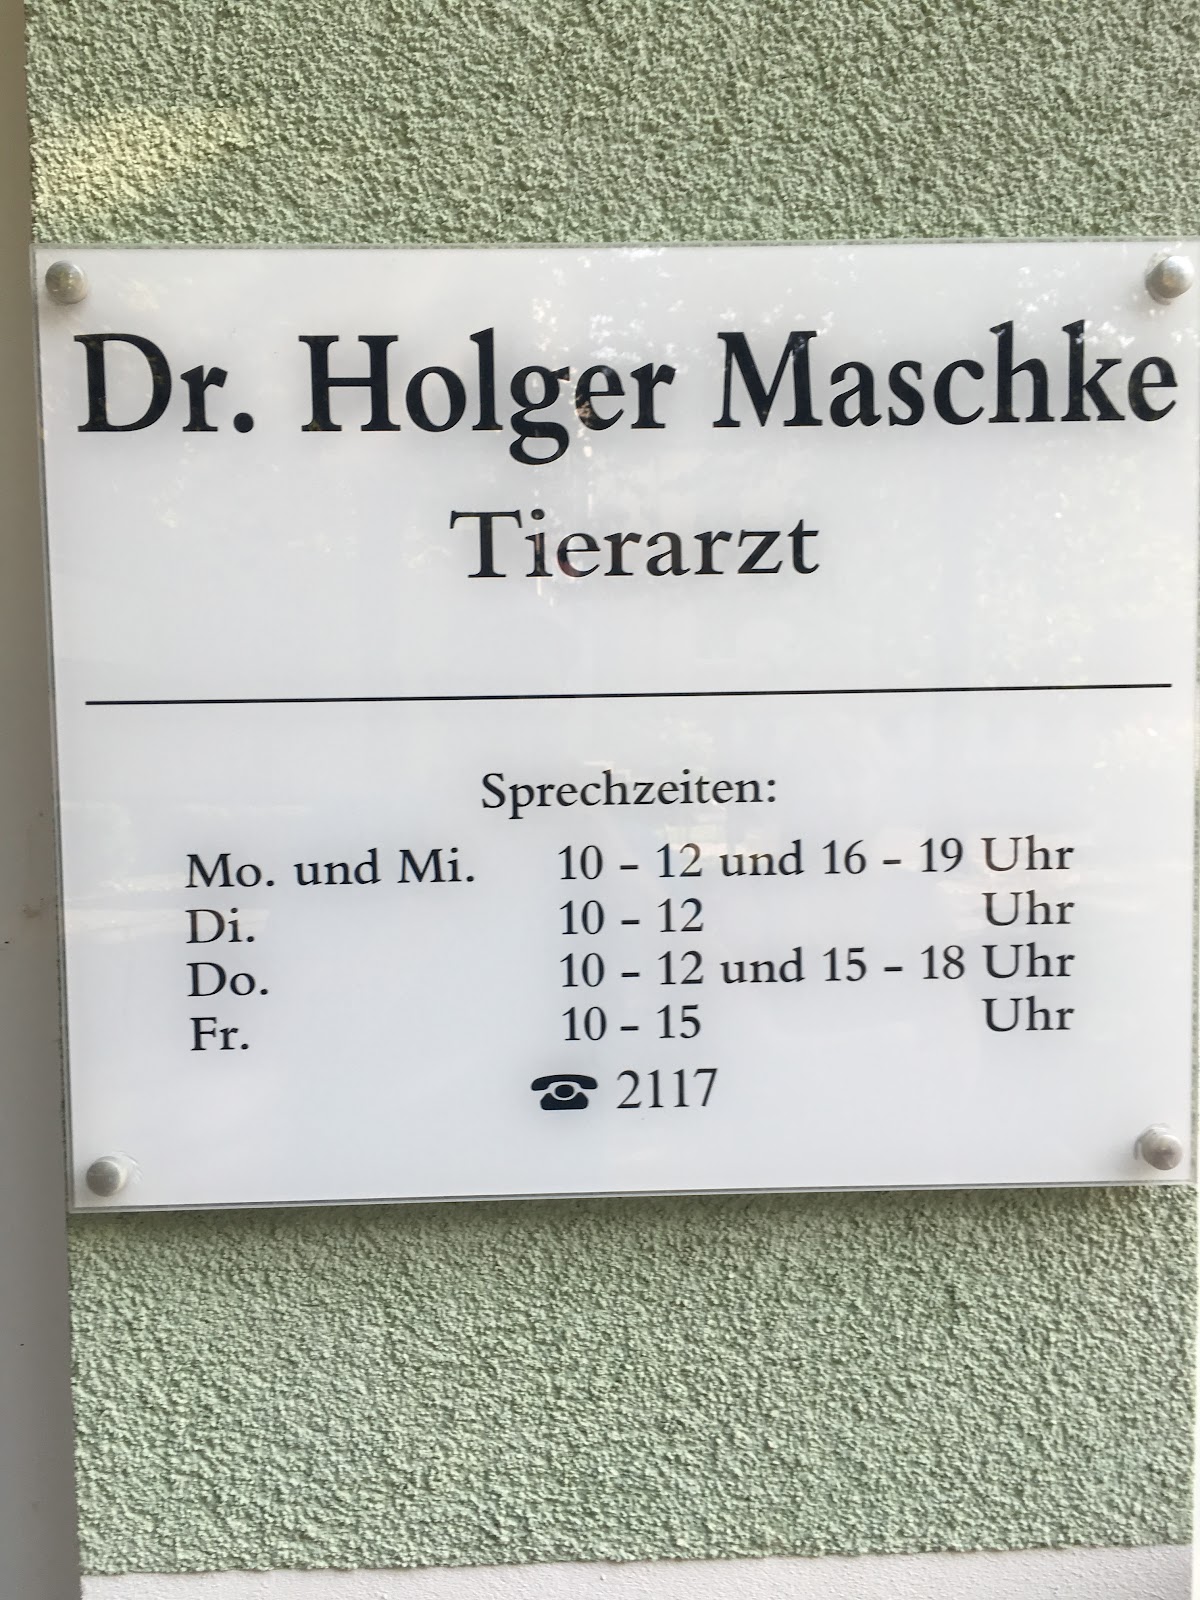 Dr. Holger Maschke
Tierarzt
Sprechzeiten:
Mo. und Mi. 10 - 12 und 16 - 19 Uhr
Di. 10 - 12 Uhr
Do. 10 - 12 und 15 - 18 Uhr
Fr. 10 - 15 Uhr
☎ 2117